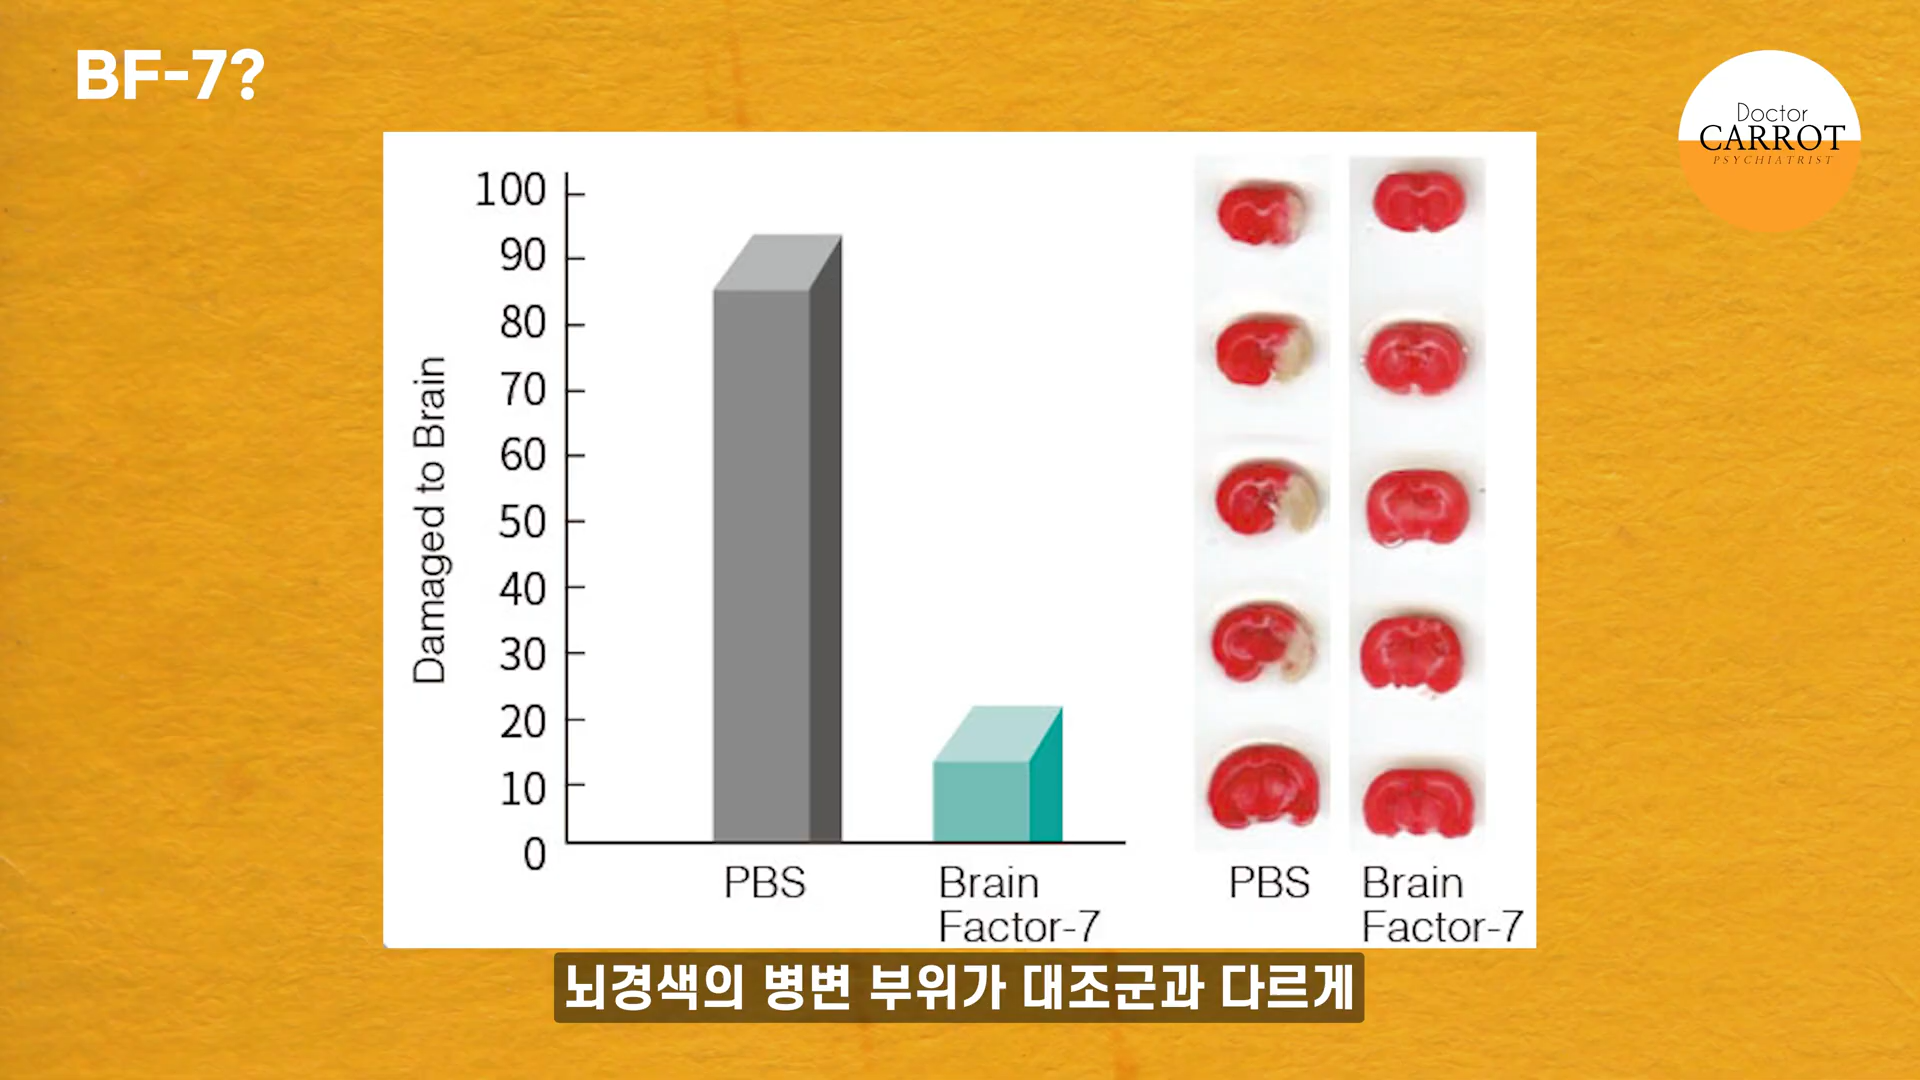 BF-7?
Doctor
CARROT
PSYCHIATRIST
Damaged to Brain
100
90
80
70
60
50
40
30
20
10
0
PBS
Brain
Factor-7
PBS
Brain
Factor-7
뇌경색의 병변 부위가 대조군과 다르게